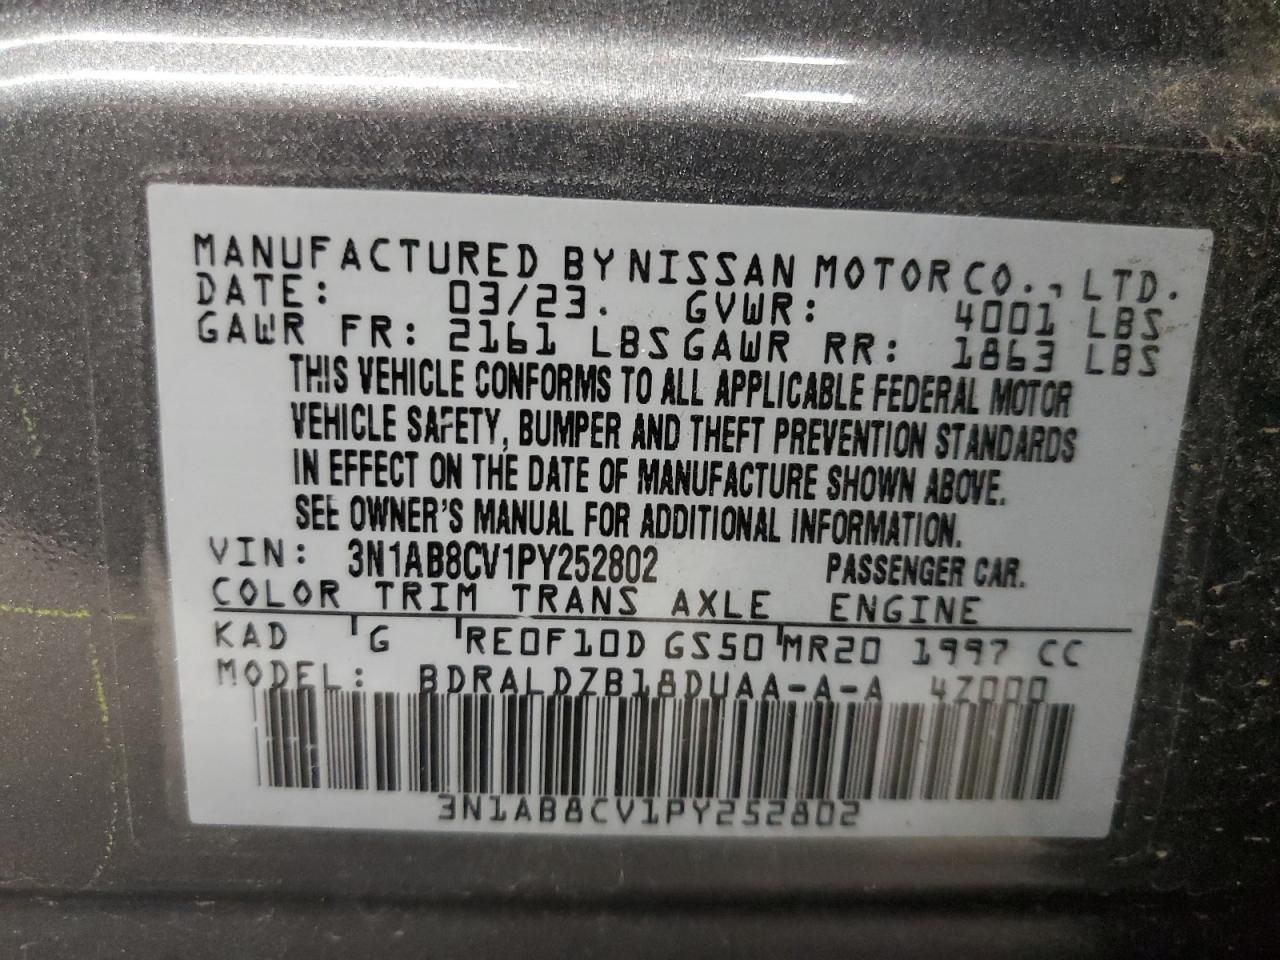 MANUFACTURED BY NISSAN MOTOR CO., LTD.
DATE: 03/23. GVWR: 4001 LBS
GAWR FR: 2161 LBS GAWR RR: 1863 LBS
THIS VEHICLE CONFORMS TO ALL APPLICABLE FEDERAL MOTOR
VEHICLE SAFETY, BUMPER AND THEFT PREVENTION STANDARDS
IN EFFECT ON THE DATE OF MANUFACTURE SHOWN ABOVE.
SEE OWNER'S MANUAL FOR ADDITIONAL INFORMATION.
VIN: 3N1AB8CV1PY252802 PASSENGER CAR.
COLOR TRIM TRANS AXLE ENGINE
KAD G RE0F10D GS50 MR20 1997 CC
MODEL: BDRALDZB18DUAA-A-A 4Z000
3N1AB8CV1PY252802